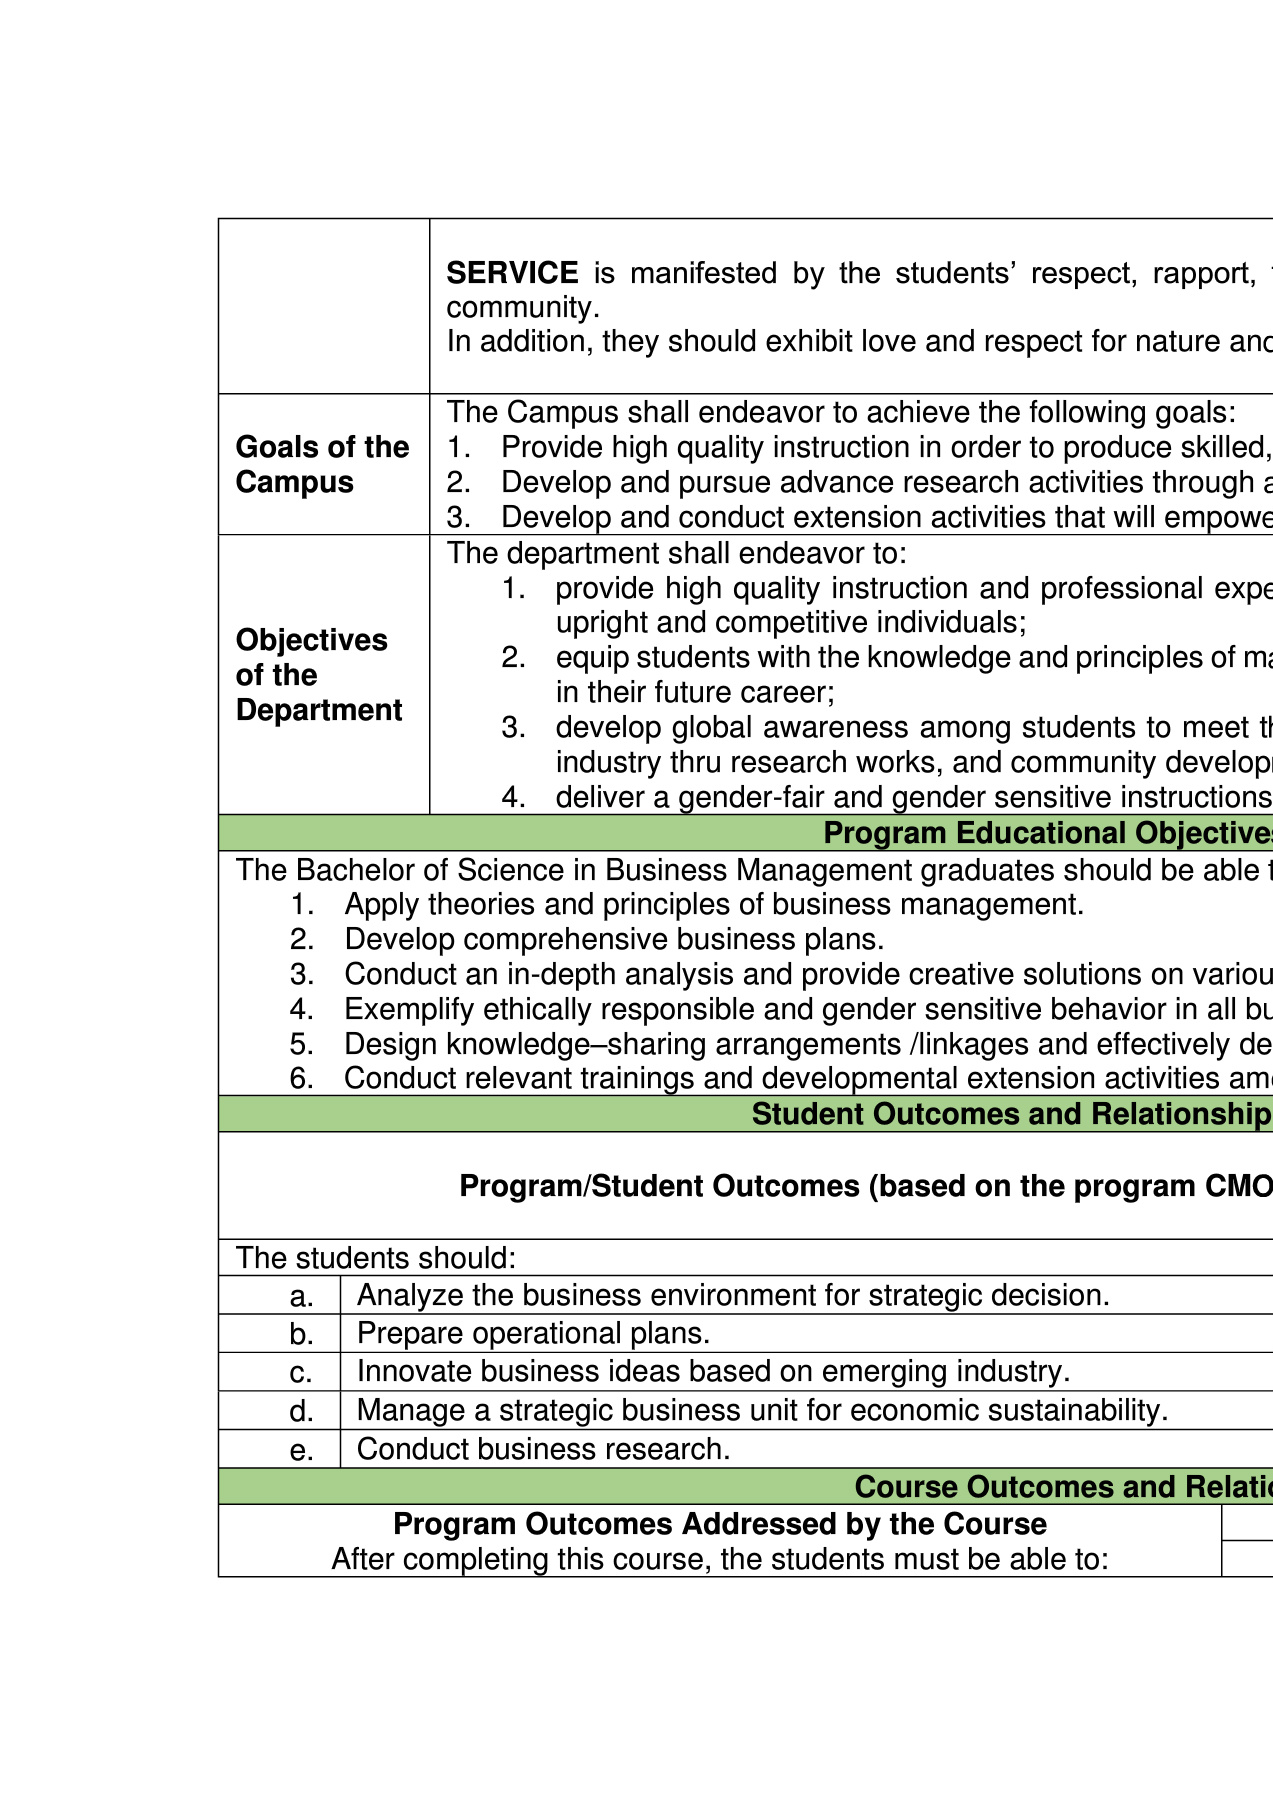 SERVICE is manifested by the students’ respect, rapport,
community.
In addition, they should exhibit love and respect for nature and
Goals of the
Campus
The Campus shall endeavor to achieve the following goals:
1. Provide high quality instruction in order to produce skilled,
2. Develop and pursue advance research activities through
3. Develop and conduct extension activities that will
Objectives
of the
Department
The department shall endeavor to:
1. provide high quality instruction and professional
upright and competitive individuals;
2. equip students with the knowledge and principles of
in their future career;
3. develop global awareness among students to meet
industry thru research works, and community
4. deliver a gender-fair and gender sensitive instructions
Program Educational Objectives
The Bachelor of Science in Business Management graduates should be able
1. Apply theories and principles of business management.
2. Develop comprehensive business plans.
3. Conduct an in-depth analysis and provide creative solutions on
4. Exemplify ethically responsible and gender sensitive behavior in all
5. Design knowledge–sharing arrangements /linkages and effectively
6. Conduct relevant trainings and developmental extension activities
Student Outcomes and Relationship
Program/Student Outcomes (based on the program CMO
The students should:
a. Analyze the business environment for strategic decision.
b. Prepare operational plans.
c. Innovate business ideas based on emerging industry.
d. Manage a strategic business unit for economic sustainability.
e. Conduct business research.
Course Outcomes and
Program Outcomes Addressed by the Course
After completing this course, the students must be able to: